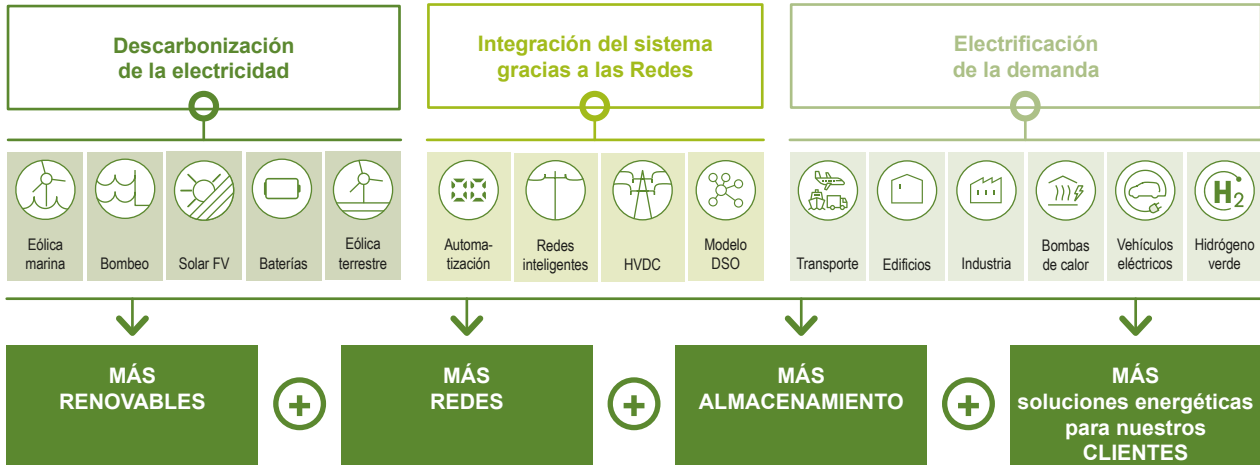 Descarbonización
de la electricidad
Integración del sistema
gracias a las Redes
Electrificación
de la demanda
Eólica
marina
Bombeo
Solar FV
Baterías
Eólica
terrestre
Automa-
tización
Redes
inteligentes
HVDC
Modelo
DSO
Transporte
Edificios
Industria
Bombas
de calor
Vehículos
eléctricos
H2
Hidrógeno
verde
MÁS
RENOVABLES
MÁS
REDES
MÁS
ALMACENAMIENTO
MÁS
soluciones energéticas
para nuestros
CLIENTES